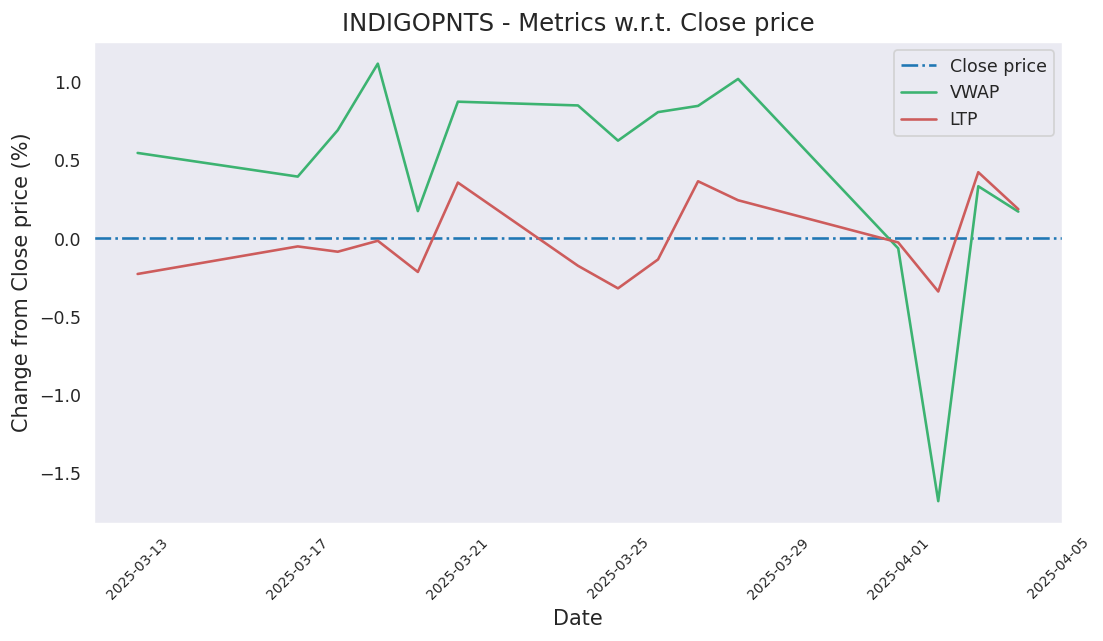 INDIGOPNTS - Metrics w.r.t. Close price
Close price
VWAP
LTP
Change from Close price (%)
1.0
0.5
0.0
−0.5
−1.0
−1.5
2025-03-13
2025-03-17
2025-03-21
2025-03-25
2025-03-29
2025-04-01
2025-04-05
Date